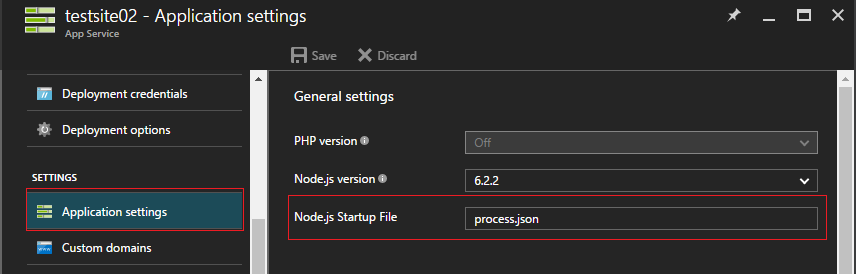 testsite02 - Application settings
App Service
Save Discard
Deployment credentials
Deployment options
SETTINGS
Application settings
Custom domains
General settings
PHP version Off
Node.js version 6.2.2
Node.js Startup File process.json